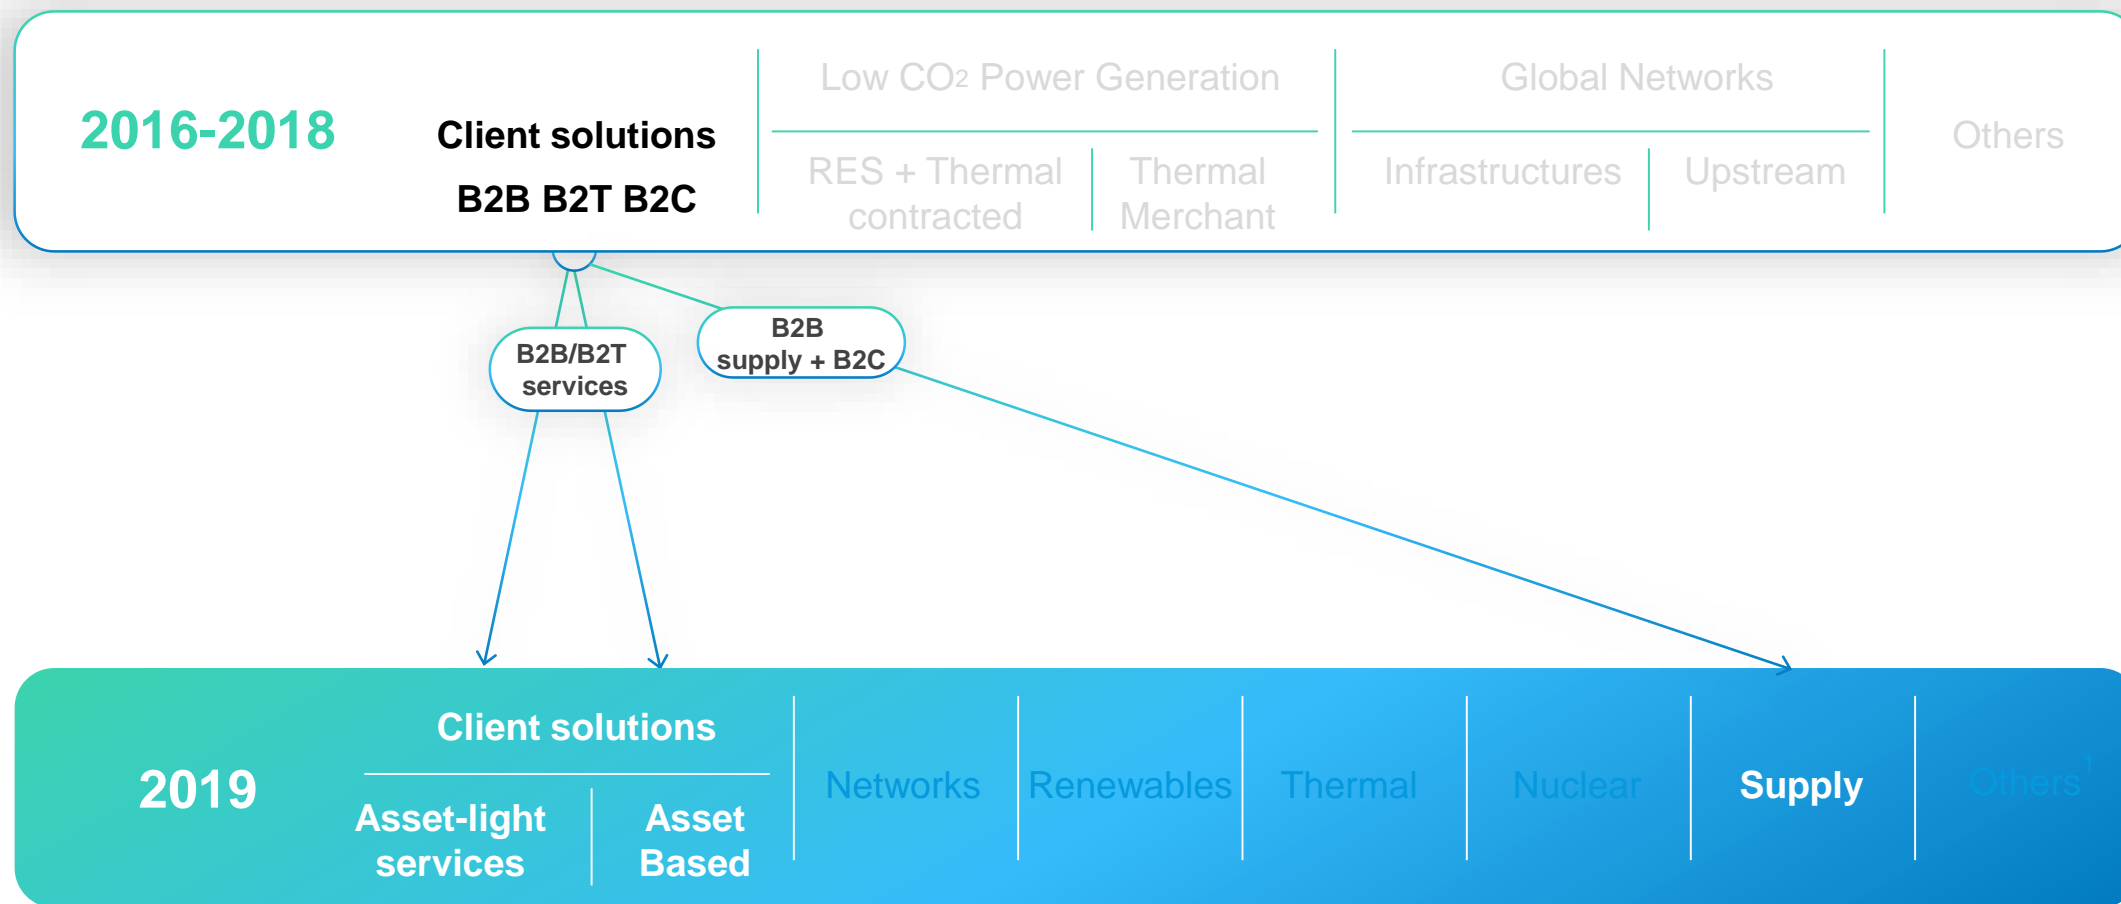 2016-2018
Client solutions
B2B B2T B2C
Low CO2 Power Generation
RES + Thermal
contracted
Thermal
Merchant
Global Networks
Infrastructures
Upstream
Others
B2B/B2T
services
B2B
supply + B2C
2019
Client solutions
Asset-light
services
Asset
Based
Networks
Renewables
Thermal
Nuclear
Supply
Others1